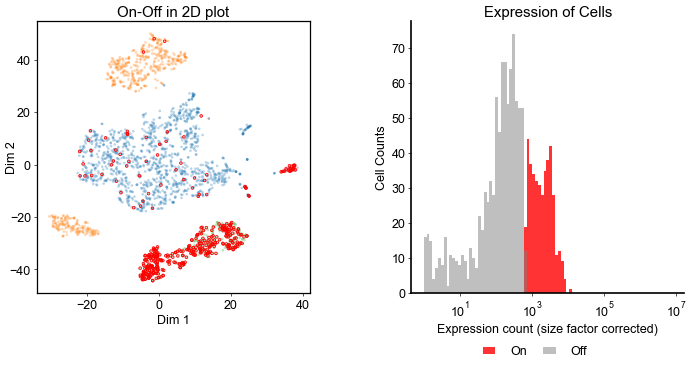 On-Off in 2D plot
Dim 2
40
20
0
−20
−40
−20
0
20
40
Dim 1
Expression of Cells
Cell Counts
70
60
50
40
30
20
10
0
10^1
10^3
10^5
10^7
Expression count (size factor corrected)
On
Off